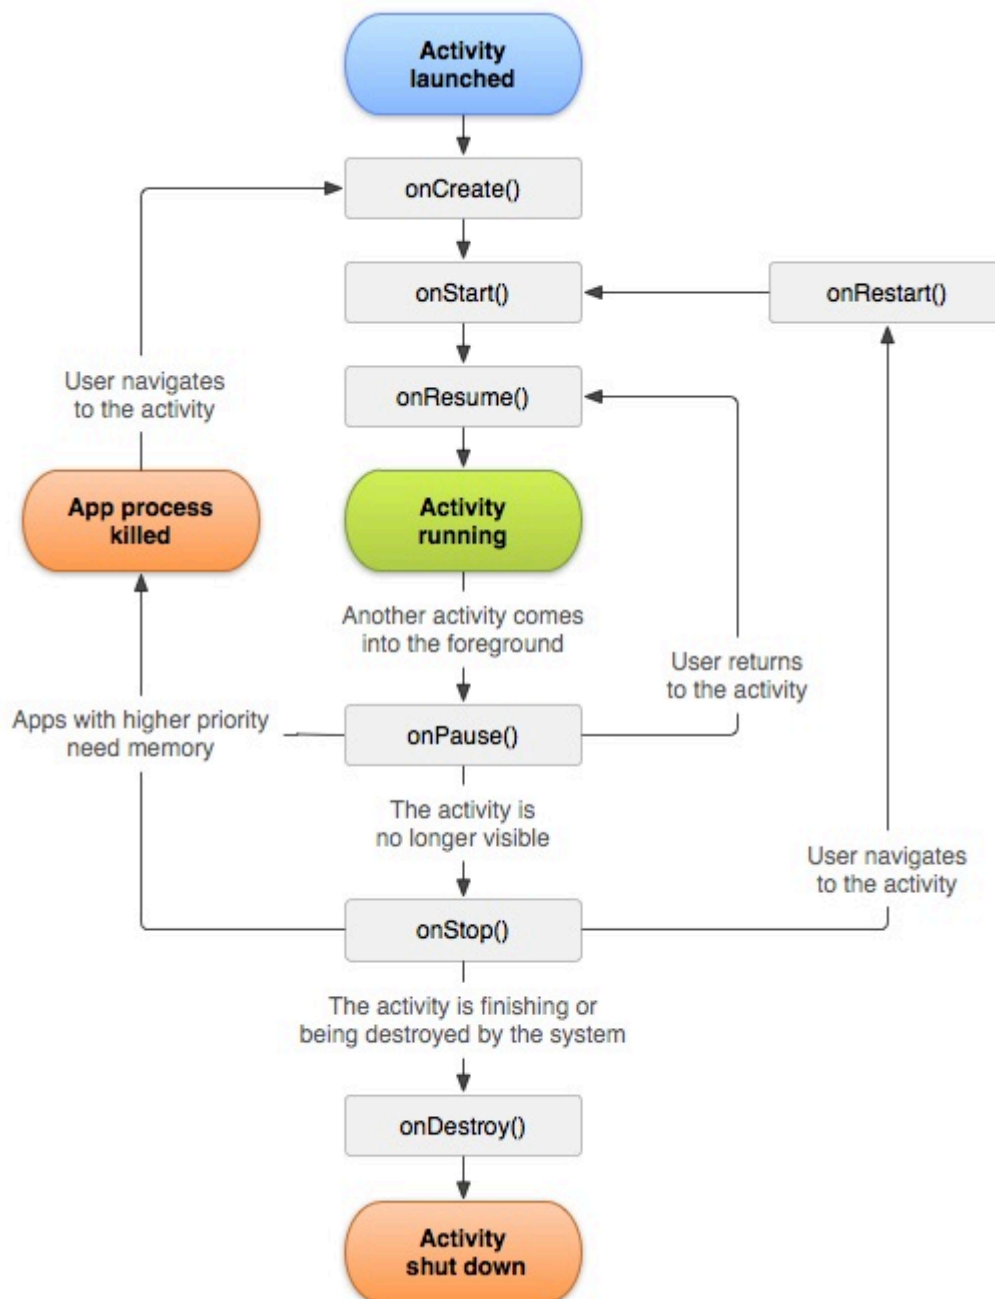 Activity
launched
onCreate()
onStart()
onRestart()
User navigates
to the activity
onResume()
App process
killed
Activity
running
Another activity comes
into the foreground
User returns
to the activity
Apps with higher priority
need memory
onPause()
The activity is
no longer visible
User navigates
to the activity
onStop()
The activity is finishing or
being destroyed by the system
onDestroy()
Activity
shut down